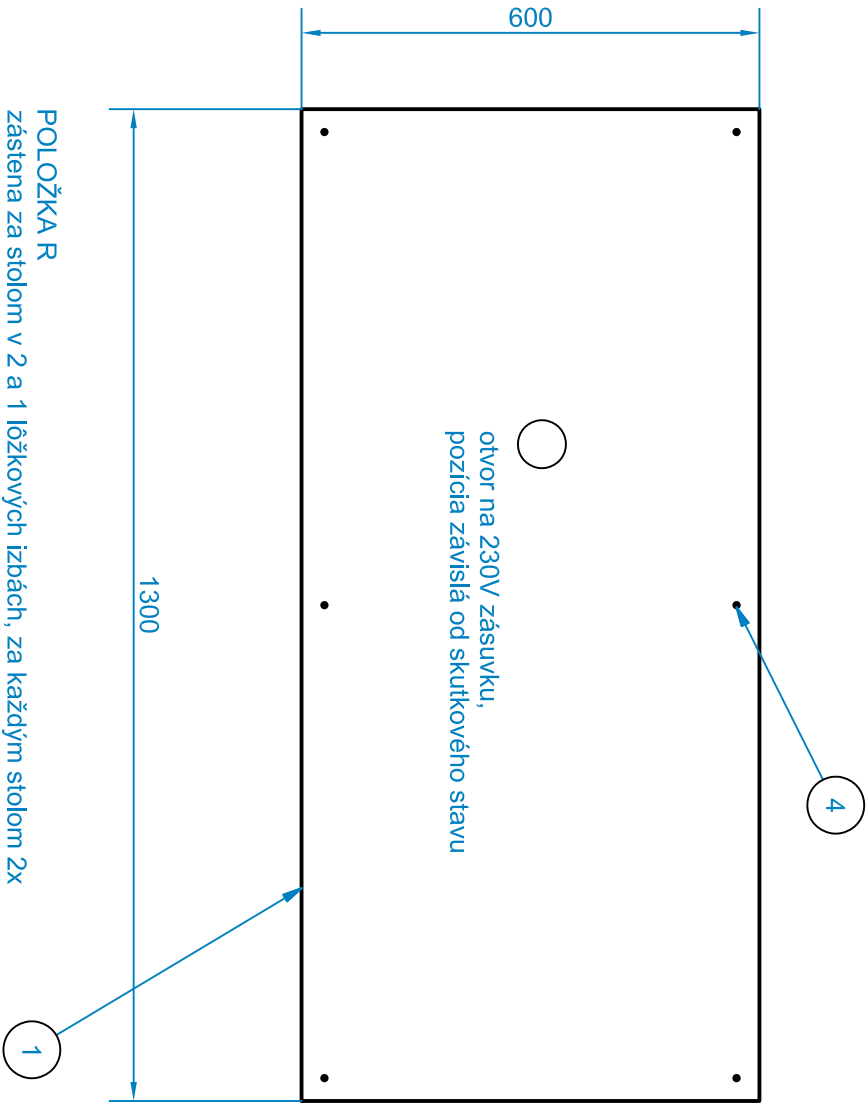 600
4
otvor na 230V zásuvku,
pozícia závislá od skutkového stavu
1300
1
POLOŽKA R
zástena za stolom v 2 a 1 lôžkových izbách, za každým stolom 2x